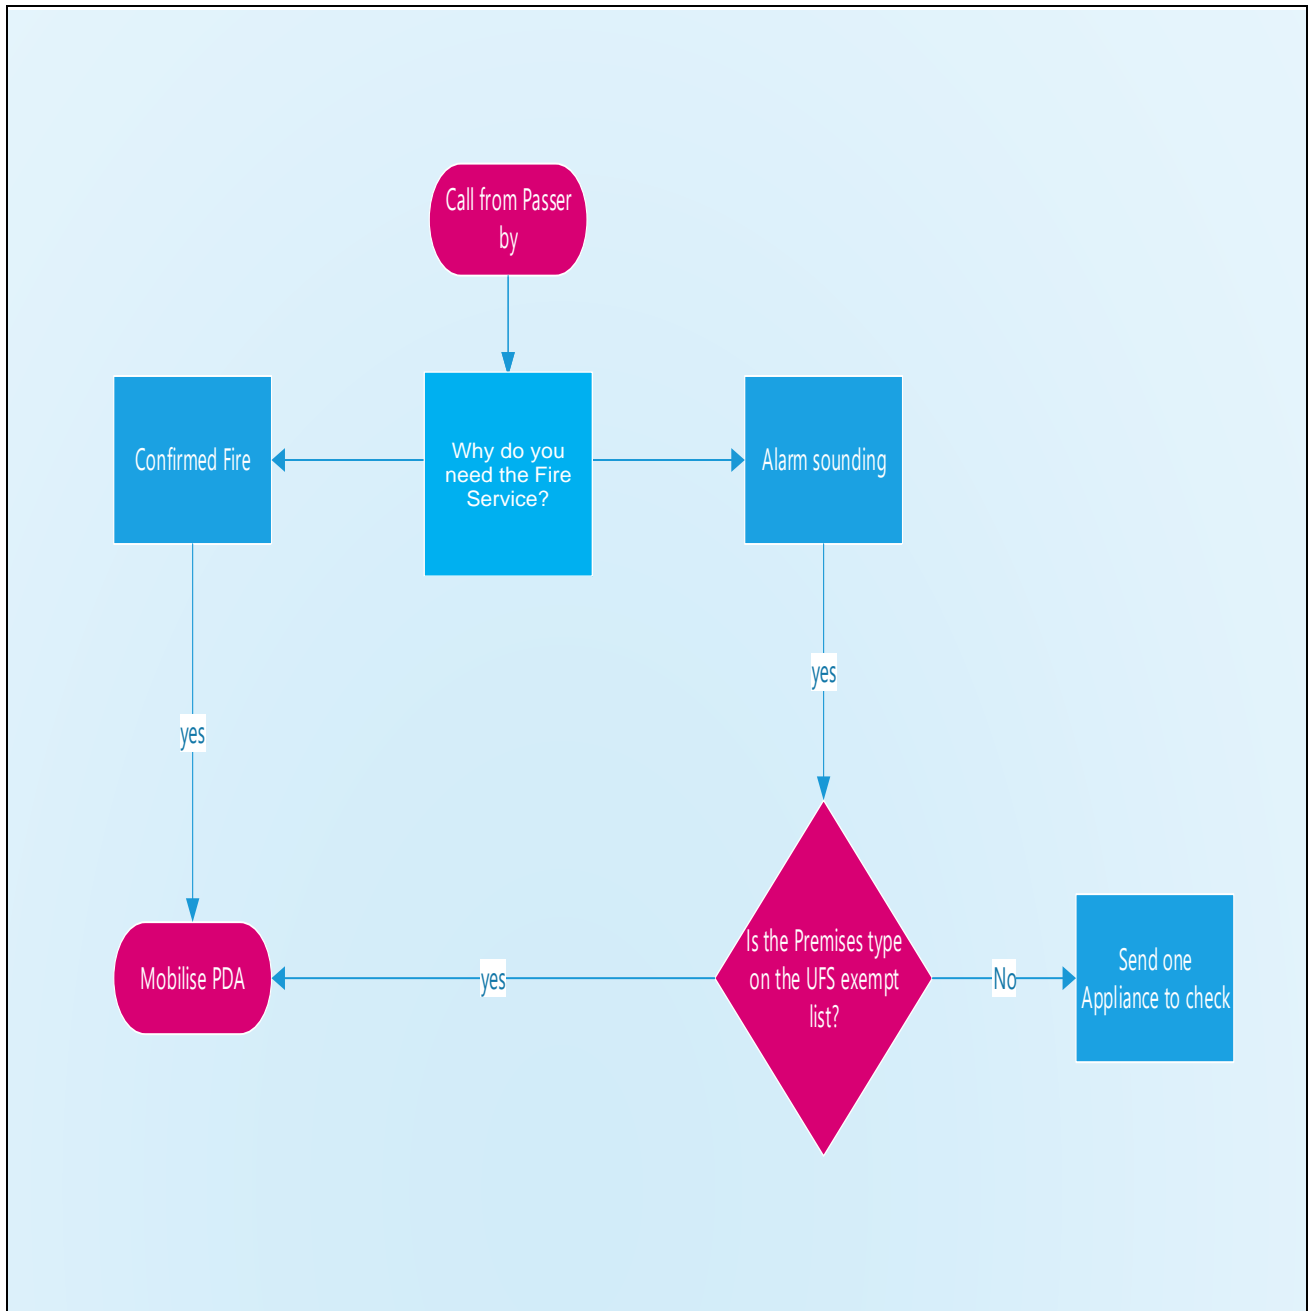 Call from Passer
by
Confirmed Fire
Why do you
need the Fire
Service?
Alarm sounding
yes
yes
Is the Premises type
on the UFS exempt
list?
Mobilise PDA
yes
No
Send one
Appliance to check